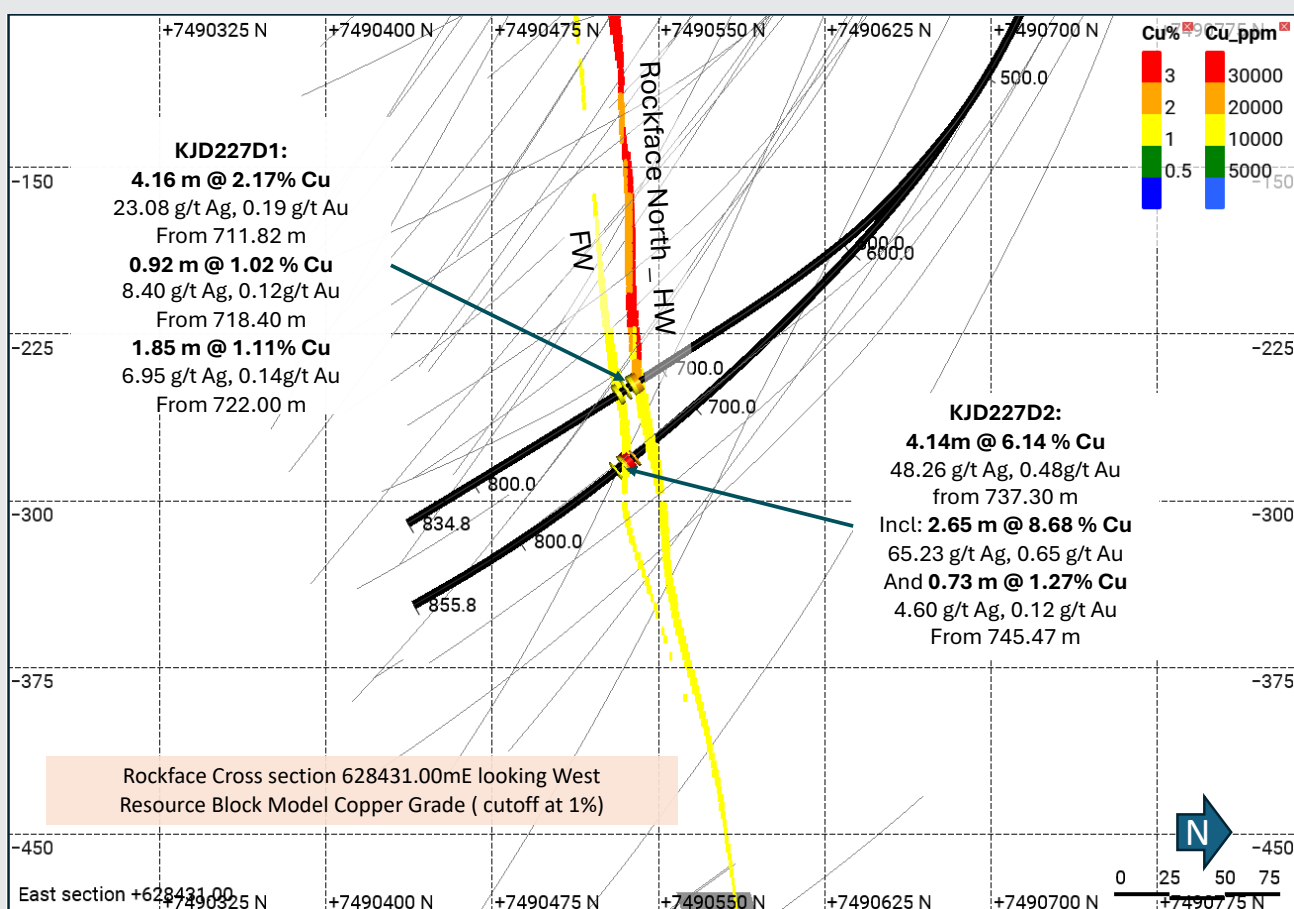 +7490325 N +7490400 N +7490475 N +7490550 N +7490625 N +7490700 N +7490775 N
Cu% Cu_ppm
3 30000
2 20000
1 10000
0.5 5000
500.0
Rockface North _ HW
FW
KJD227D1:
4.16 m @ 2.17% Cu
23.08 g/t Ag, 0.19 g/t Au
From 711.82 m
0.92 m @ 1.02 % Cu
8.40 g/t Ag, 0.12g/t Au
From 718.40 m
1.85 m @ 1.11% Cu
6.95 g/t Ag, 0.14g/t Au
From 722.00 m
-150 -150
600.0
-225 -225
700.0
700.0
KJD227D2:
4.14m @ 6.14 % Cu
48.26 g/t Ag, 0.48g/t Au
from 737.30 m
Incl: 2.65 m @ 8.68 % Cu
65.23 g/t Ag, 0.65 g/t Au
And 0.73 m @ 1.27% Cu
4.60 g/t Ag, 0.12 g/t Au
From 745.47 m
800.0
-300 -300
834.8
800.0
855.8
-375 -375
Rockface Cross section 628431.00mE looking West
Resource Block Model Copper Grade ( cutoff at 1%)
N
-450 -450
0 25 50 75
East section +628431.00
+7490325 N +7490400 N +7490475 N +7490550 N +7490625 N +7490700 N +7490775 N